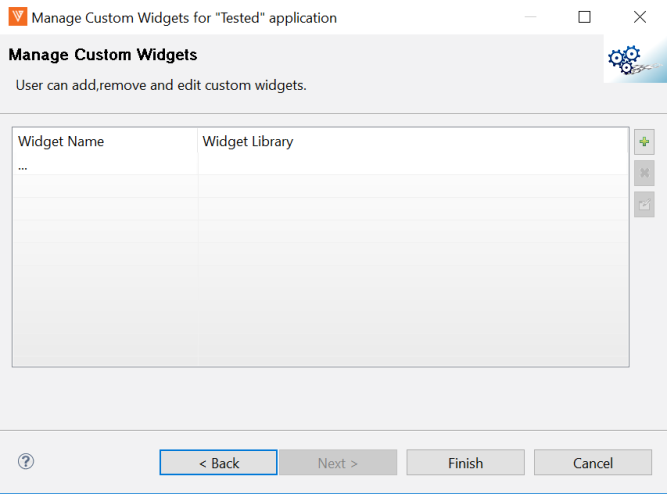 Manage Custom Widgets for "Tested" application
Manage Custom Widgets
User can add,remove and edit custom widgets.
Widget Name Widget Library
...
< Back Next > Finish Cancel